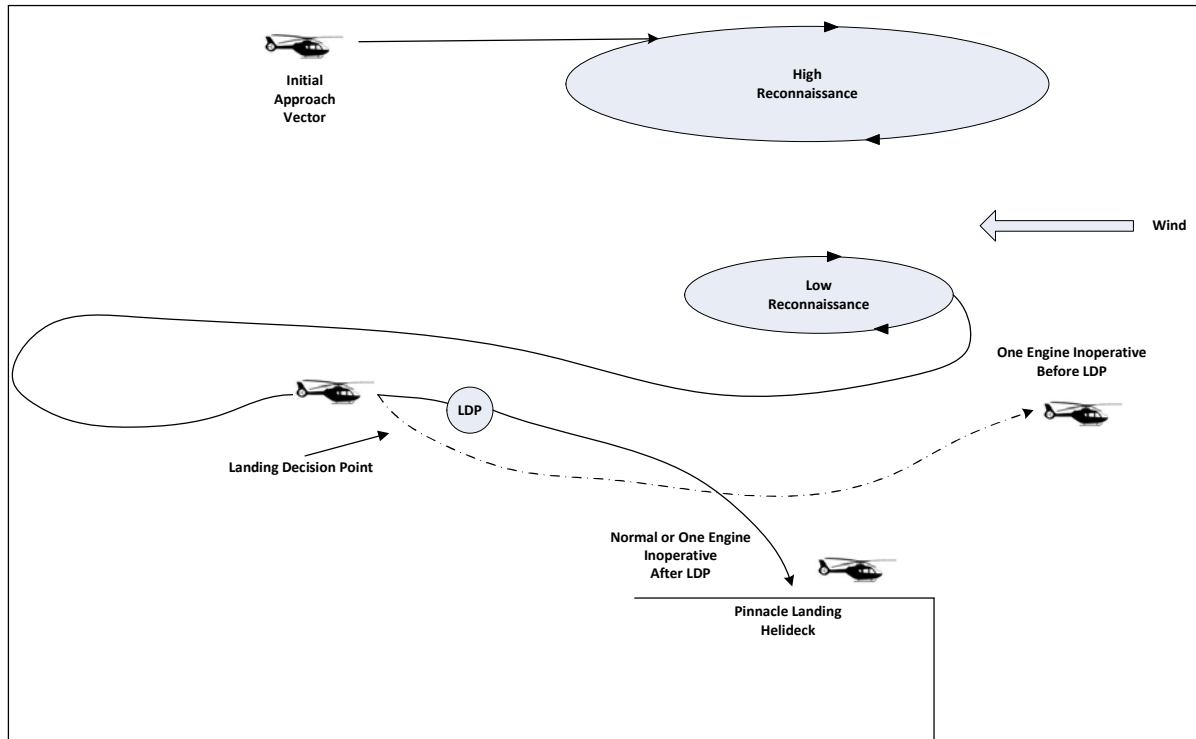 Initial
Approach
Vector
High
Reconnaissance
Wind
Low
Reconnaissance
One Engine Inoperative
Before LDP
LDP
Landing Decision Point
Normal or One Engine
Inoperative
After LDP
Pinnacle Landing
Helideck